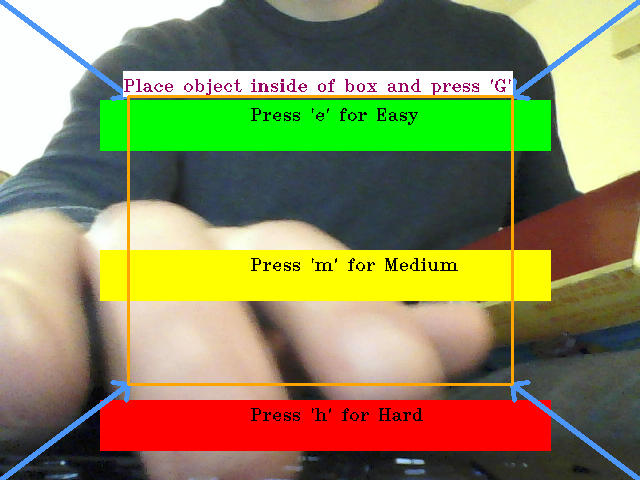 Place object inside of box and press 'G'
Press 'e' for Easy
Press 'm' for Medium
Press 'h' for Hard